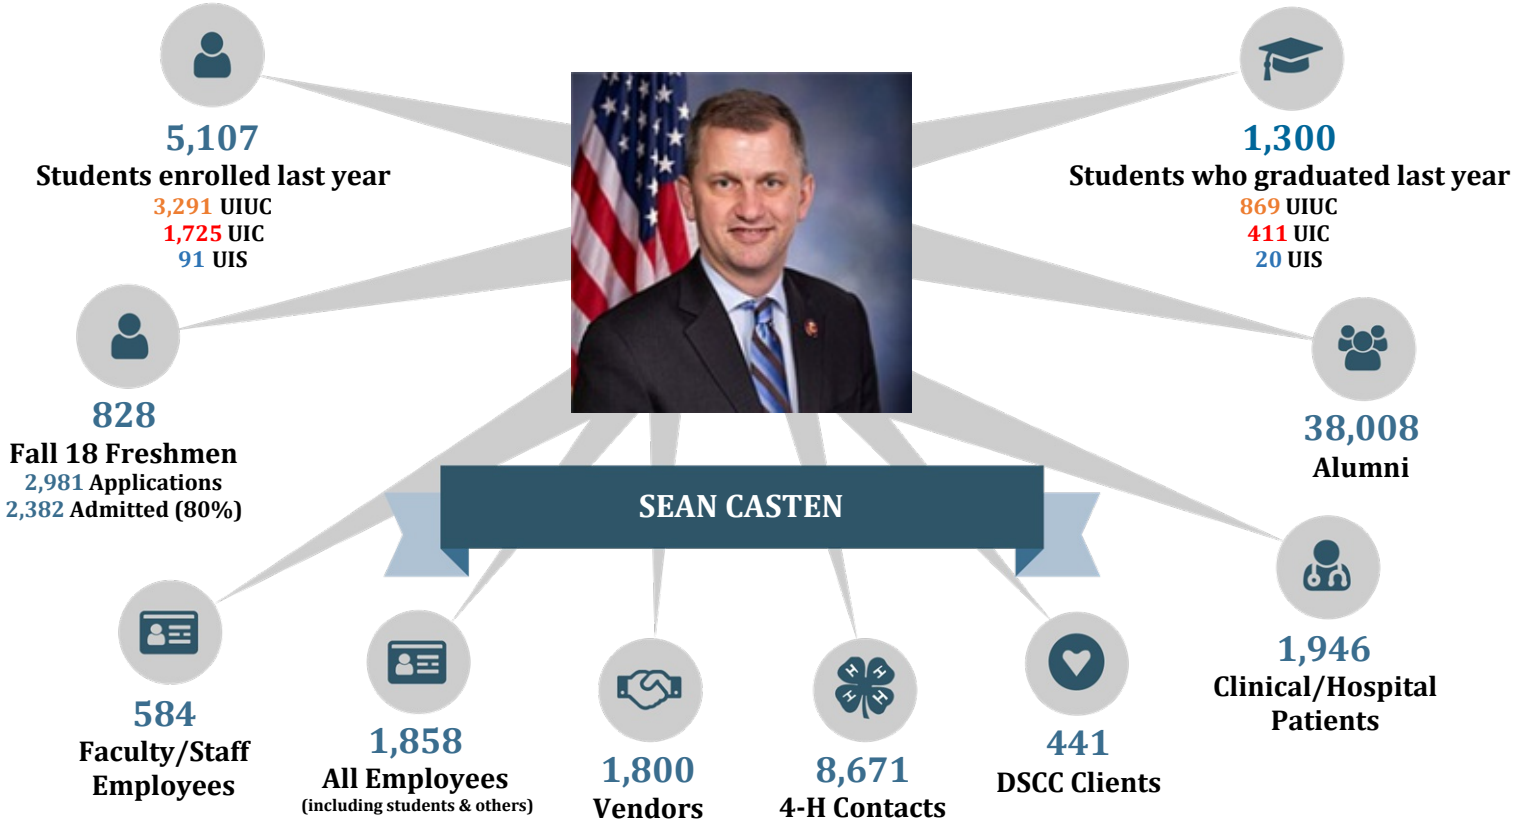 5,107
Students enrolled last year
3,291 UIUC
1,725 UIC
91 UIS
1,300
Students who graduated last year
869 UIUC
411 UIC
20 UIS
828
Fall 18 Freshmen
2,981 Applications
2,382 Admitted (80%)
38,008
Alumni
SEAN CASTEN
584
Faculty/Staff
Employees
1,858
All Employees
(including students & others)
1,800
Vendors
H H
H H
8,671
4-H Contacts
441
DSCC Clients
1,946
Clinical/Hospital
Patients